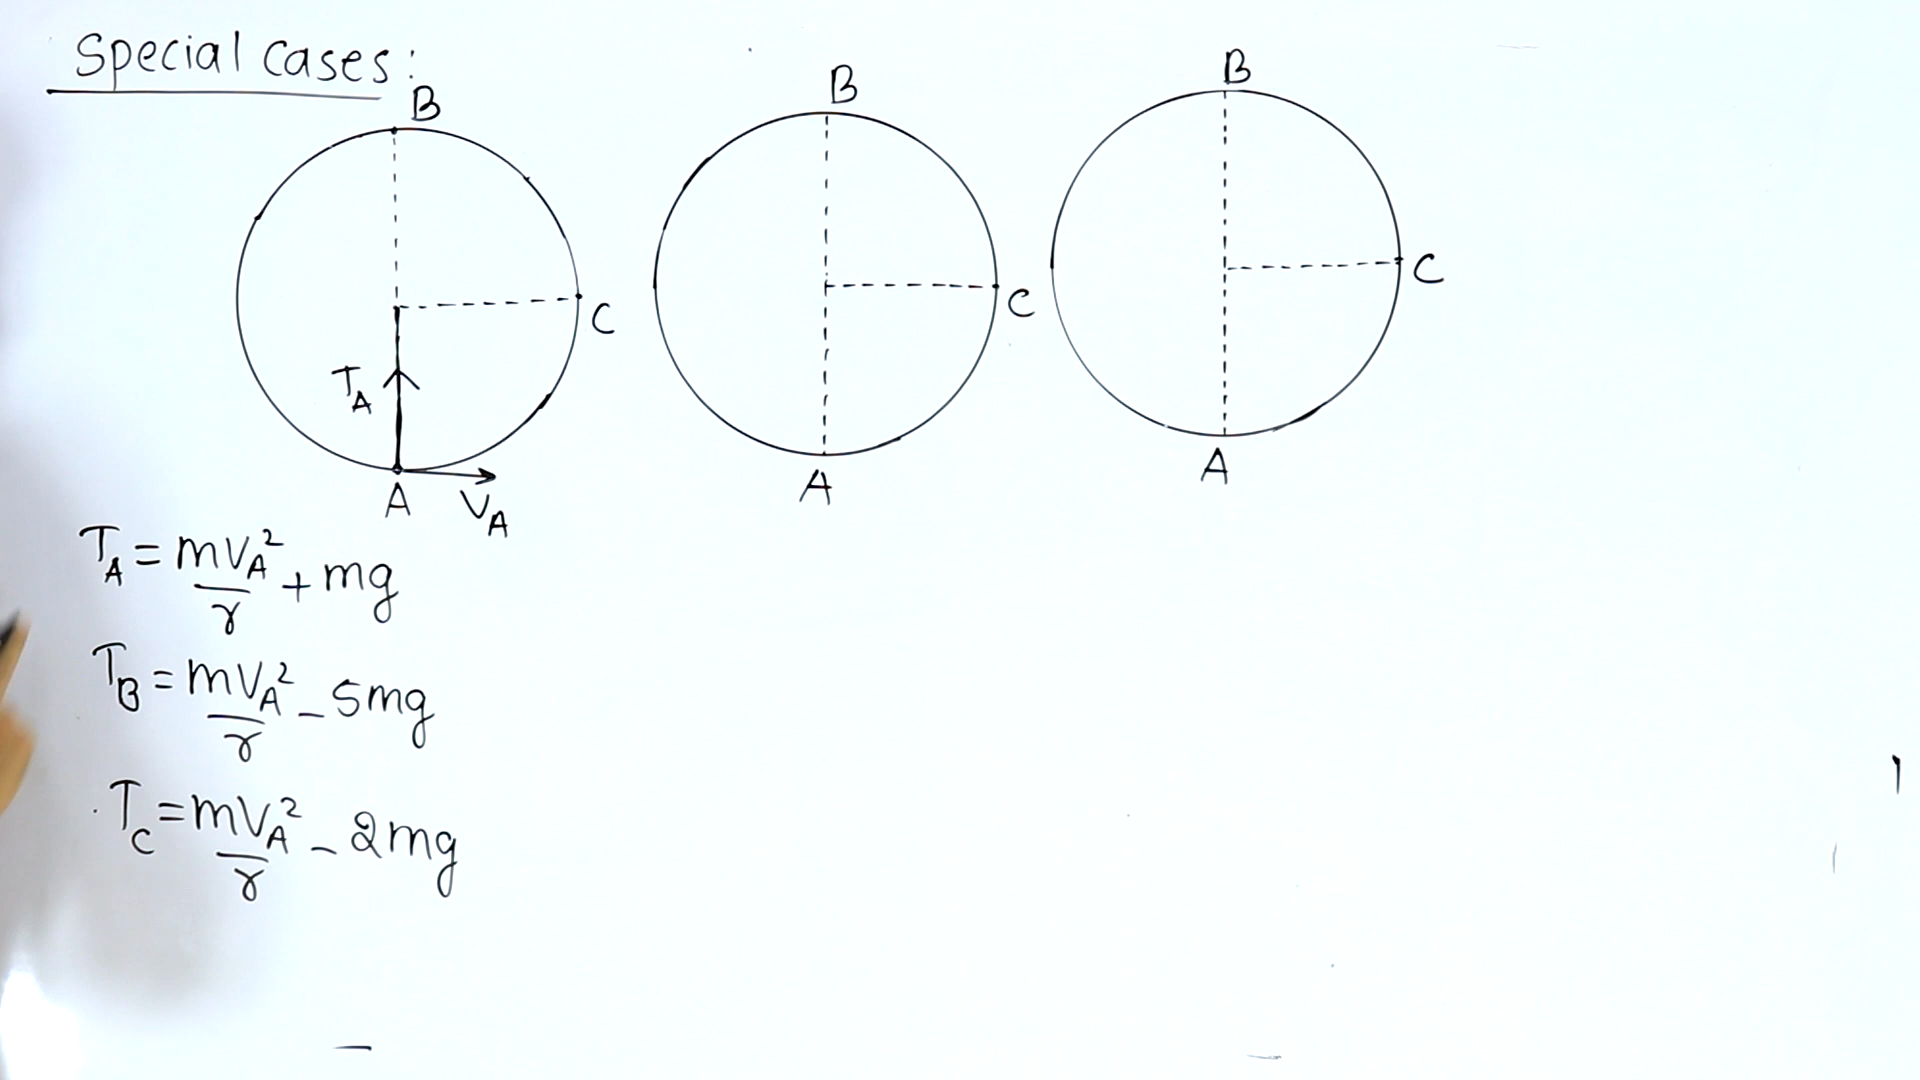 Special Cases:
B
B
B
C
C
C
T_A
A
V_A
A
A
T_A = mV_A²/r + mg
T_B = mV_A²/r - 5mg
T_C = mV_A²/r - 2mg